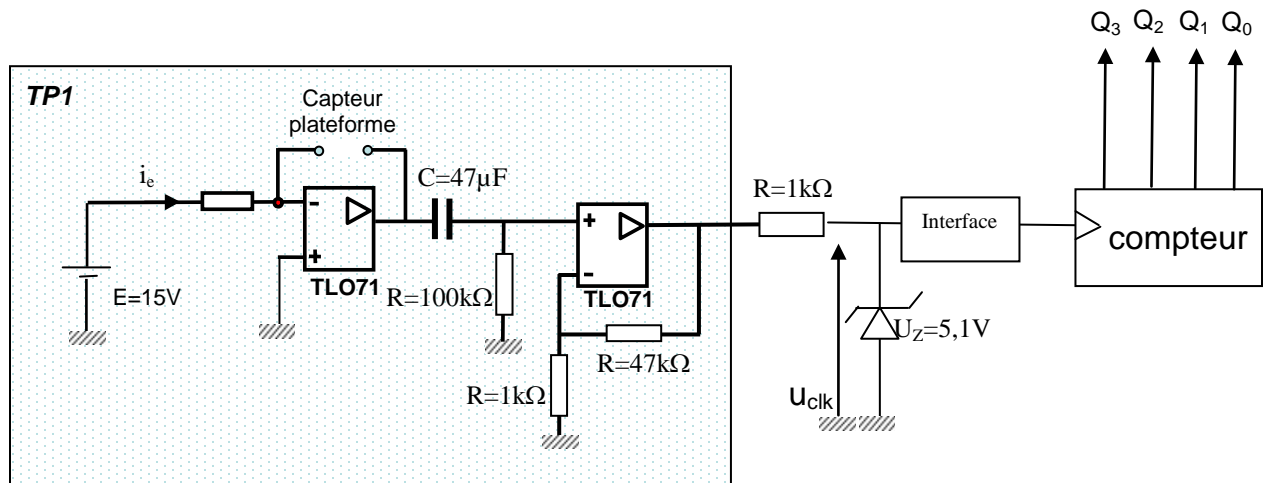 Q3 Q2 Q1 Q0
TP1
Capteur
plateforme
ie
C=47µF
R=1kΩ
Interface
compteur
E=15V
TLO71
R=100kΩ
TLO71
R=47kΩ
R=1kΩ
UZ=5,1V
uclk
- + + -